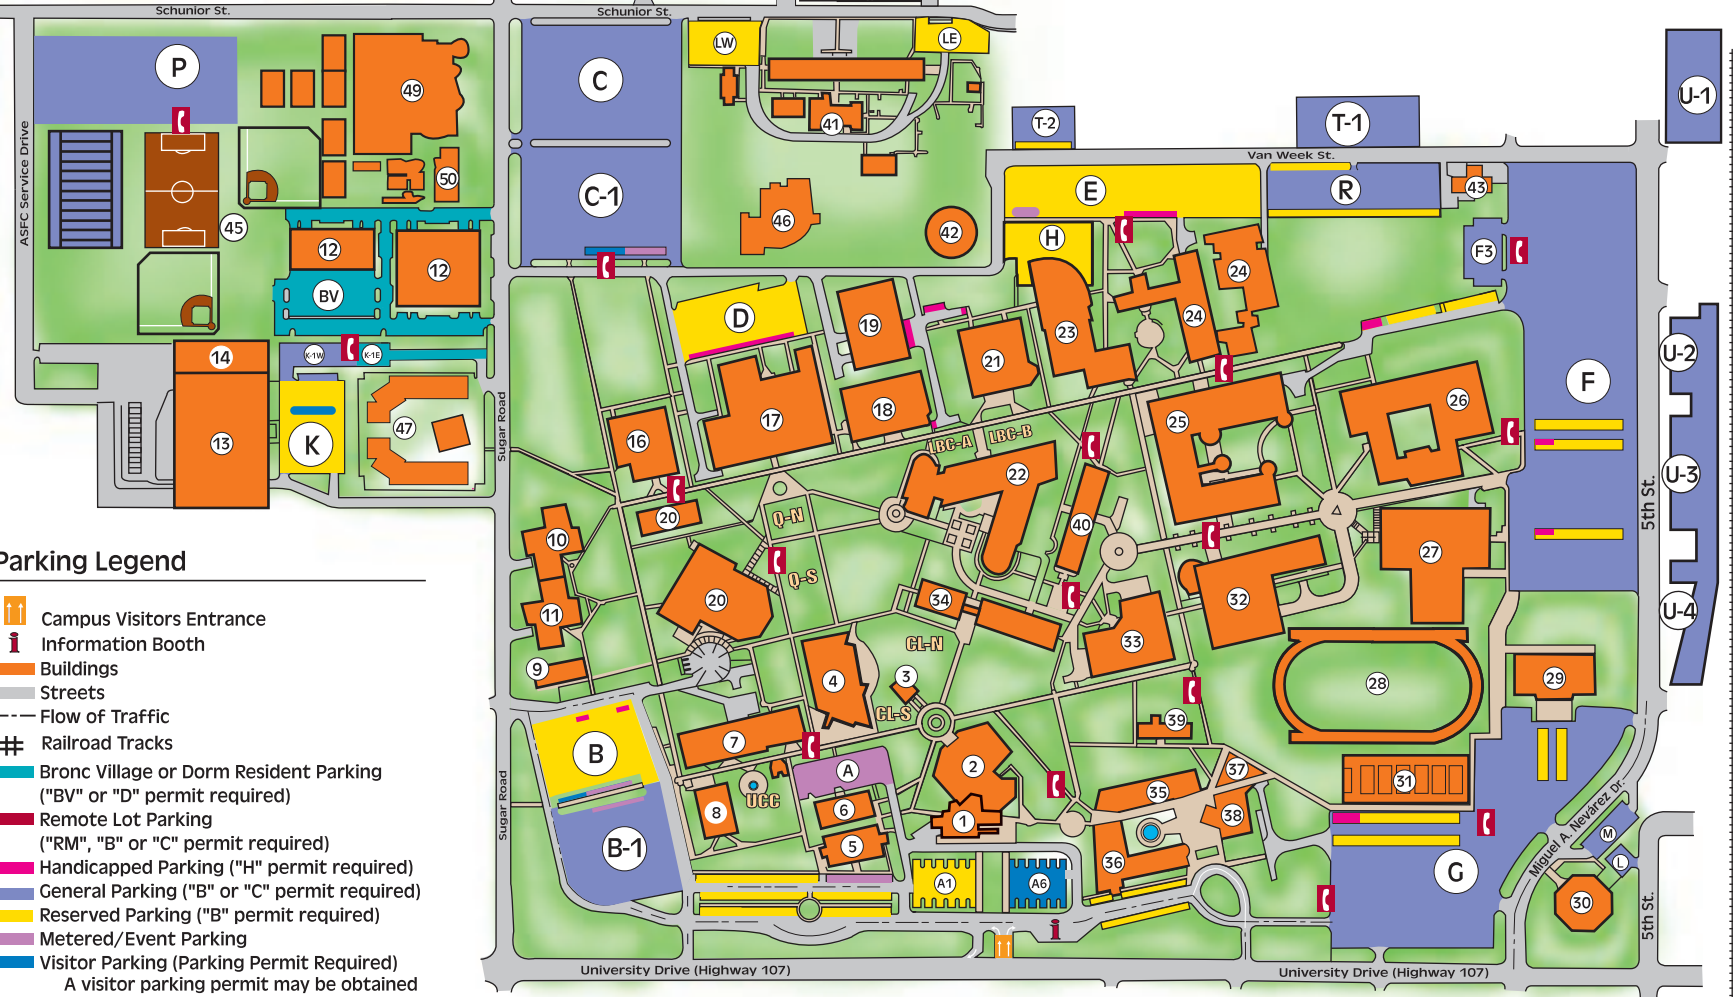 Schunior St.
Schunior St.
P
C
LW
LE
49
41
T-2
T-1
U-1
Van Week St.
ASFC Service Drive
50
C-1
E
R
43
45
46
42
H
F3
12
12
BV
24
24
D
19
23
14
K-1W
K-1E
21
U-2
F
Sugar Road
47
17
18
25
26
13
K
16
LBC-A
LBC-B
22
U-3
5th St.
20
Q-N
40
10
27
Q-S
20
34
32
U-4
11
33
CL-N
9
4
3
28
29
CL-S
39
7
B
A
2
37
31
UCC
35
Sugar Road
8
6
1
38
B-1
5
36
A1
A6
G
Miguel A. Nevárez Dr.
M
L
30
5th St.
i
University Drive (Highway 107)
University Drive (Highway 107)
Parking Legend
Campus Visitors Entrance
i Information Booth
Buildings
Streets
Flow of Traffic
Railroad Tracks
Bronc Village or Dorm Resident Parking
("BV" or "D" permit required)
Remote Lot Parking
("RM", "B" or "C" permit required)
Handicapped Parking ("H" permit required)
General Parking ("B" or "C" permit required)
Reserved Parking ("B" permit required)
Metered/Event Parking
Visitor Parking (Parking Permit Required)
A visitor parking permit may be obtained